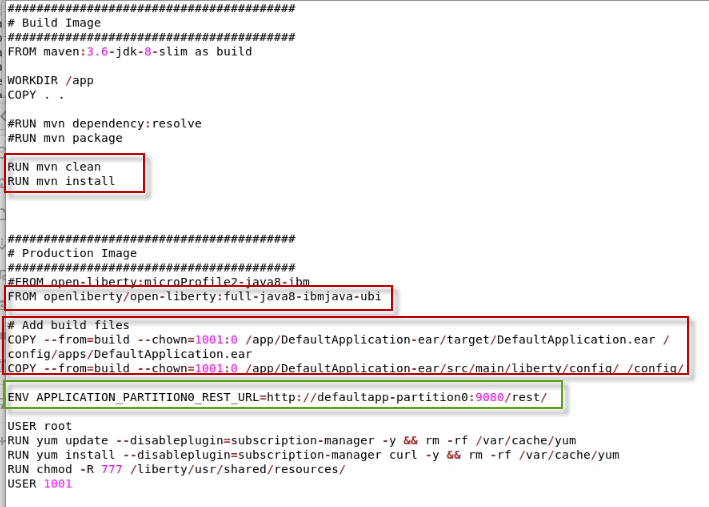 ########################################
# Build Image
########################################
FROM maven:3.6-jdk-8-slim as build
WORKDIR /app
COPY . .
#RUN mvn dependency:resolve
#RUN mvn package
RUN mvn clean
RUN mvn install
########################################
# Production Image
########################################
#FROM open-liberty:microProfile2-java8-ibm
FROM openliberty/open-liberty:full-java8-ibmjava-ubi
# Add build files
COPY --from=build --chown=1001:0 /app/DefaultApplication-ear/target/DefaultApplication.ear /
config/apps/DefaultApplication.ear
COPY --from=build --chown=1001:0 /app/DefaultApplication-ear/src/main/liberty/config/ /config/
ENV APPLICATION_PARTITION0_REST_URL=http://defaultapp-partition0:9080/rest/
USER root
RUN yum update --disableplugin=subscription-manager -y && rm -rf /var/cache/yum
RUN yum install --disableplugin=subscription-manager curl -y && rm -rf /var/cache/yum
RUN chmod -R 777 /liberty/usr/shared/resources/
USER 1001